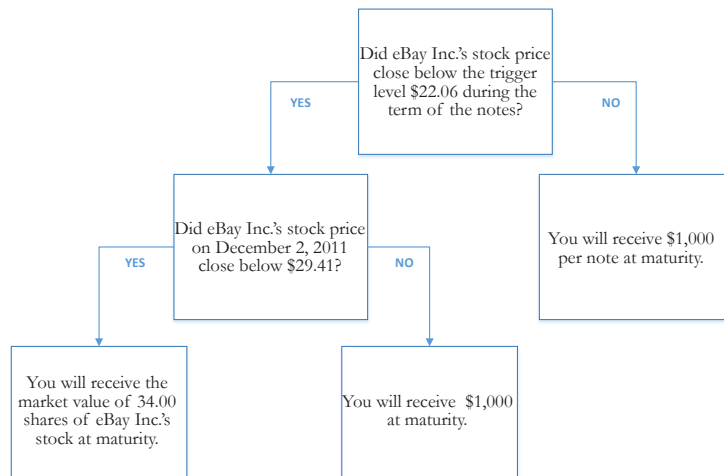 Did eBay Inc.'s stock price
close below the trigger
level $22.06 during the
term of the notes?
YES
NO
Did eBay Inc.'s stock price
on December 2, 2011
close below $29.41?
You will receive $1,000
per note at maturity.
YES
NO
You will receive the
market value of 34.00
shares of eBay Inc.'s
stock at maturity.
You will receive $1,000
at maturity.